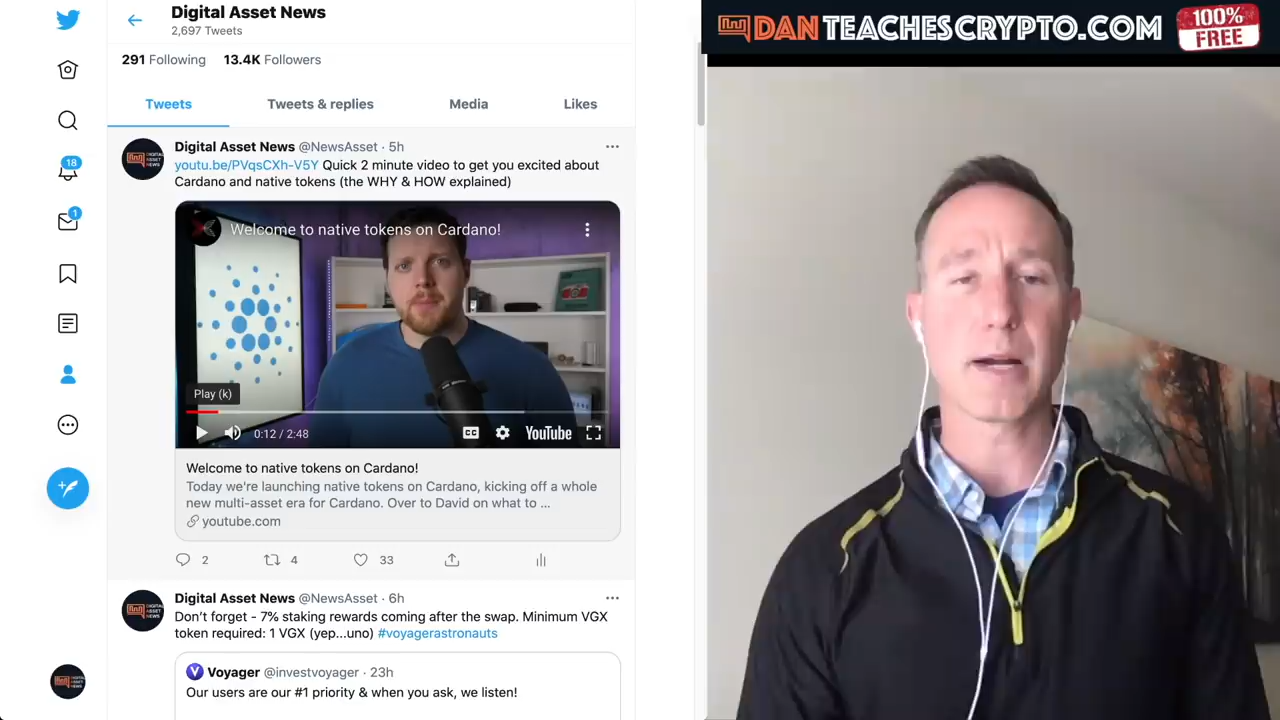 Digital Asset News
2,697 Tweets
291 Following 13.4K Followers
Tweets Tweets & replies Media Likes
Digital Asset News @NewsAsset · 5h
youtu.be/PVqsCXh-V5Y Quick 2 minute video to get you excited about
Cardano and native tokens (the WHY & HOW explained)
Welcome to native tokens on Cardano!
Play (k)
0:12 / 2:48
CC
YouTube
Welcome to native tokens on Cardano!
Today we're launching native tokens on Cardano, kicking off a whole
new multi-asset era for Cardano. Over to David on what to ...
youtube.com
2 4 33
Digital Asset News @NewsAsset · 6h
Don't forget - 7% staking rewards coming after the swap. Minimum VGX
token required: 1 VGX (yep...uno) #voyagerastronauts
Voyager @investvoyager · 23h
Our users are our #1 priority & when you ask, we listen!
18
1
DANTEACHESCRYPTO.COM
100%
FREE